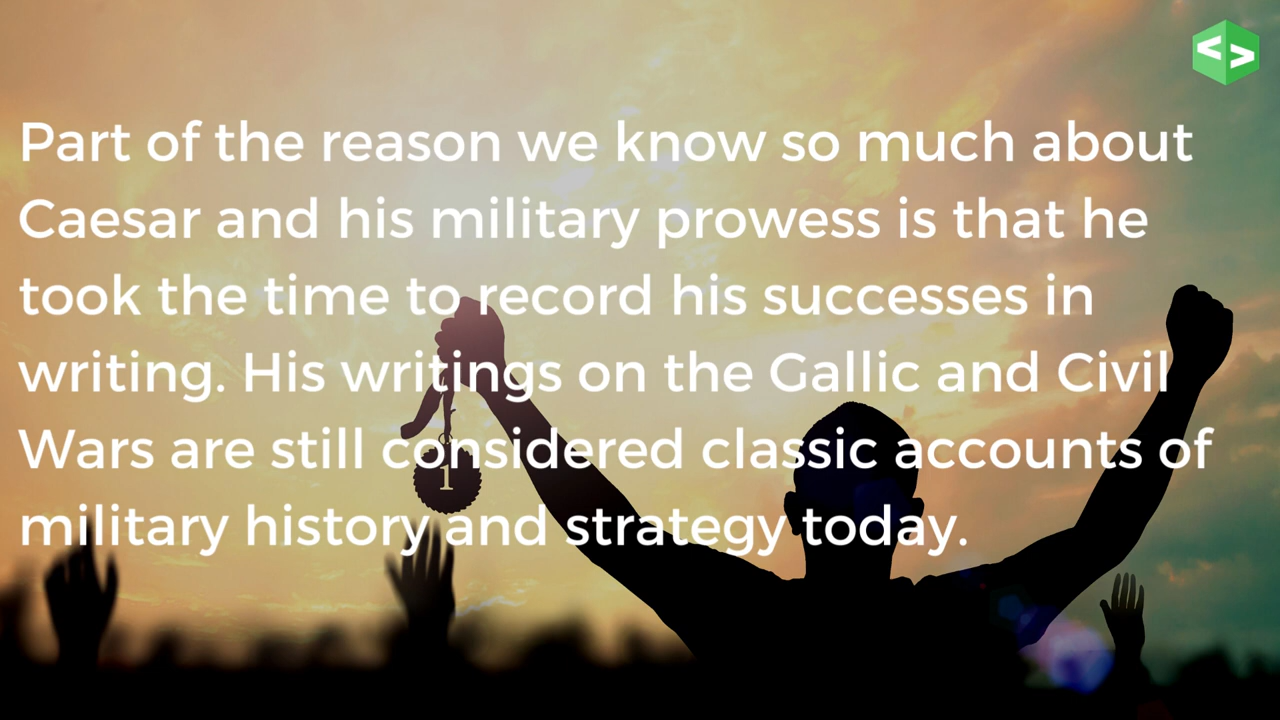 Part of the reason we know so much about
Caesar and his military prowess is that he
took the time to record his successes in
writing. His writings on the Gallic and Civil
Wars are still considered classic accounts of
military history and strategy today.
1